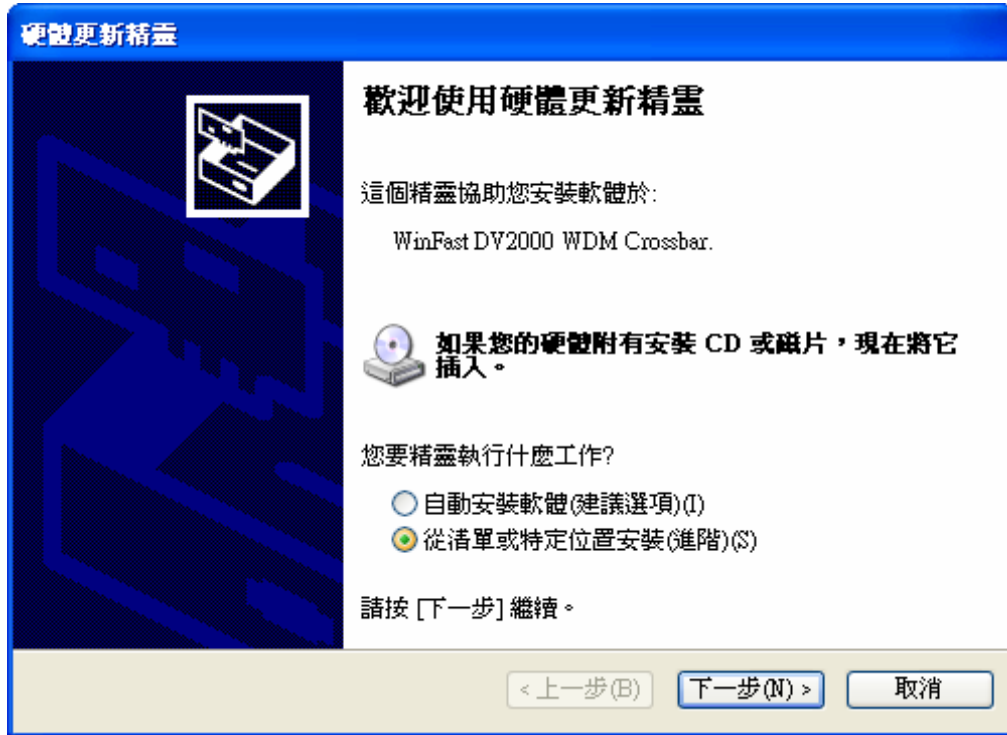 硬體更新精靈
歡迎使用硬體更新精靈
這個精靈協助您安裝軟體於:
WinFast DV2000 WDM Crossbar.
如果您的硬體附有安裝 CD 或磁片，現在將它
插入。
您要精靈執行什麼工作?
自動安裝軟體(建議選項)(I)
從清單或特定位置安裝(進階)(S)
請按 [下一步] 繼續。
<上一步(B)
下一步(N) >
取消